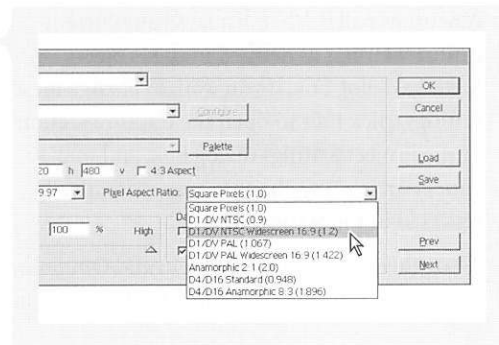 OK
Configure
Cancel
Palette
Load
20 h 480 v 4:3 Aspect
Save
9.97 Pixel Aspect Ratio: Square Pixels (1.0)
Square Pixels (1.0)
D1/DV NTSC (0.9)
100 % High Da
D1/DV NTSC Widescreen 16:9 (1.2)
D1/DV PAL (1.067)
Prev
D1/DV PAL Widescreen 16:9 (1.422)
Anamorphic 2:1 (2.0)
Next
D4/D16 Standard (0.948)
D4/D16 Anamorphic 8:3 (1.896)